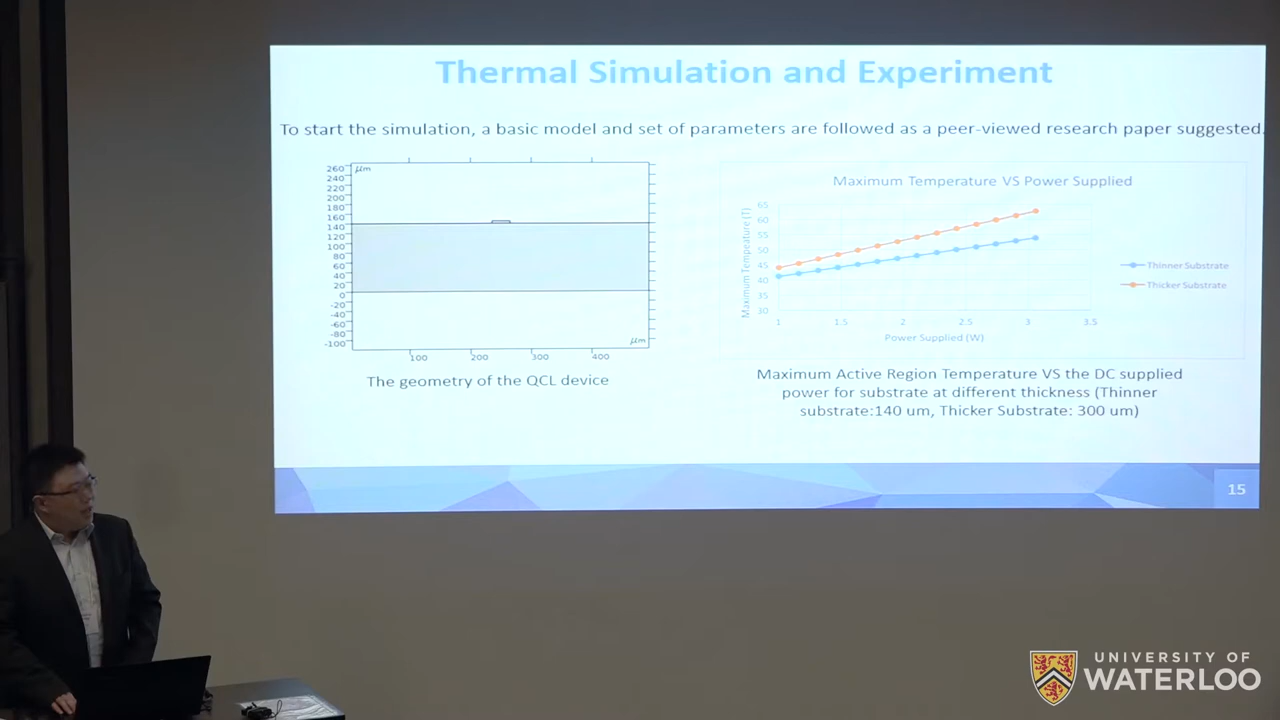 Thermal Simulation and Experiment
To start the simulation, a basic model and set of parameters are followed as a peer-viewed research paper suggested.
260
240
220
200
180
160
140
120
100
80
60
40
20
0
-20
-40
-60
-80
-100
μm
μm
100
200
300
400
The geometry of the QCL device
Maximum Temperature VS Power Supplied
Maximum Tempeature (T)
65
60
55
50
45
40
35
30
1
1.5
2
2.5
3
3.5
Power Supplied (W)
Thinner Substrate
Thicker Substrate
Maximum Active Region Temperature VS the DC supplied
power for substrate at different thickness (Thinner
substrate:140 um, Thicker Substrate: 300 um)
15
UNIVERSITY OF
WATERLOO